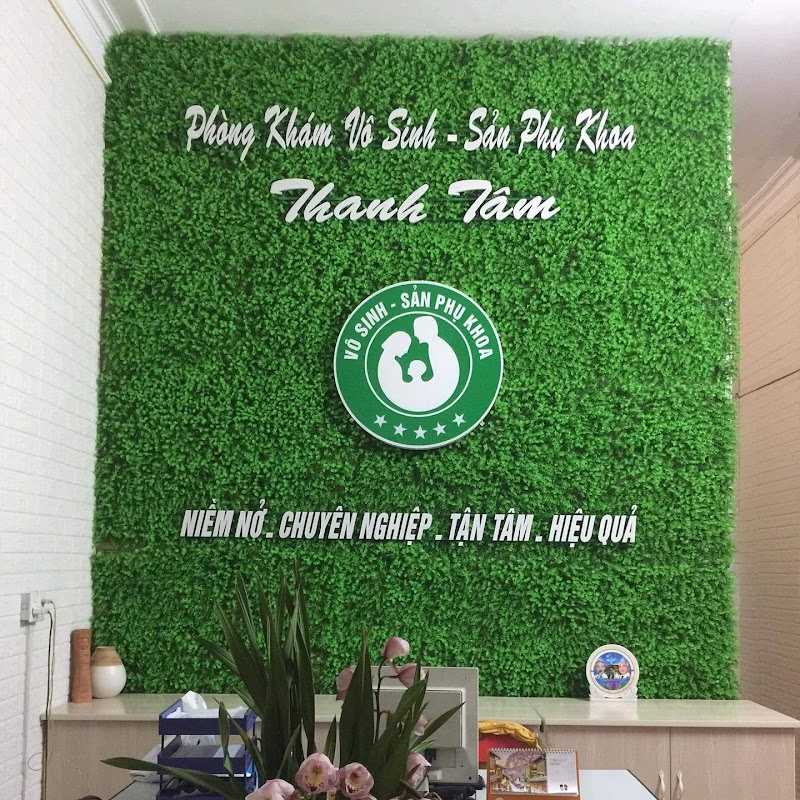 Phòng Khám Vô Sinh - Sản Phụ Khoa
Thanh Tâm
VÔ SINH - SẢN PHỤ KHOA
NIỀM NỞ. CHUYÊN NGHIỆP. TẬN TÂM. HIỆU QUẢ